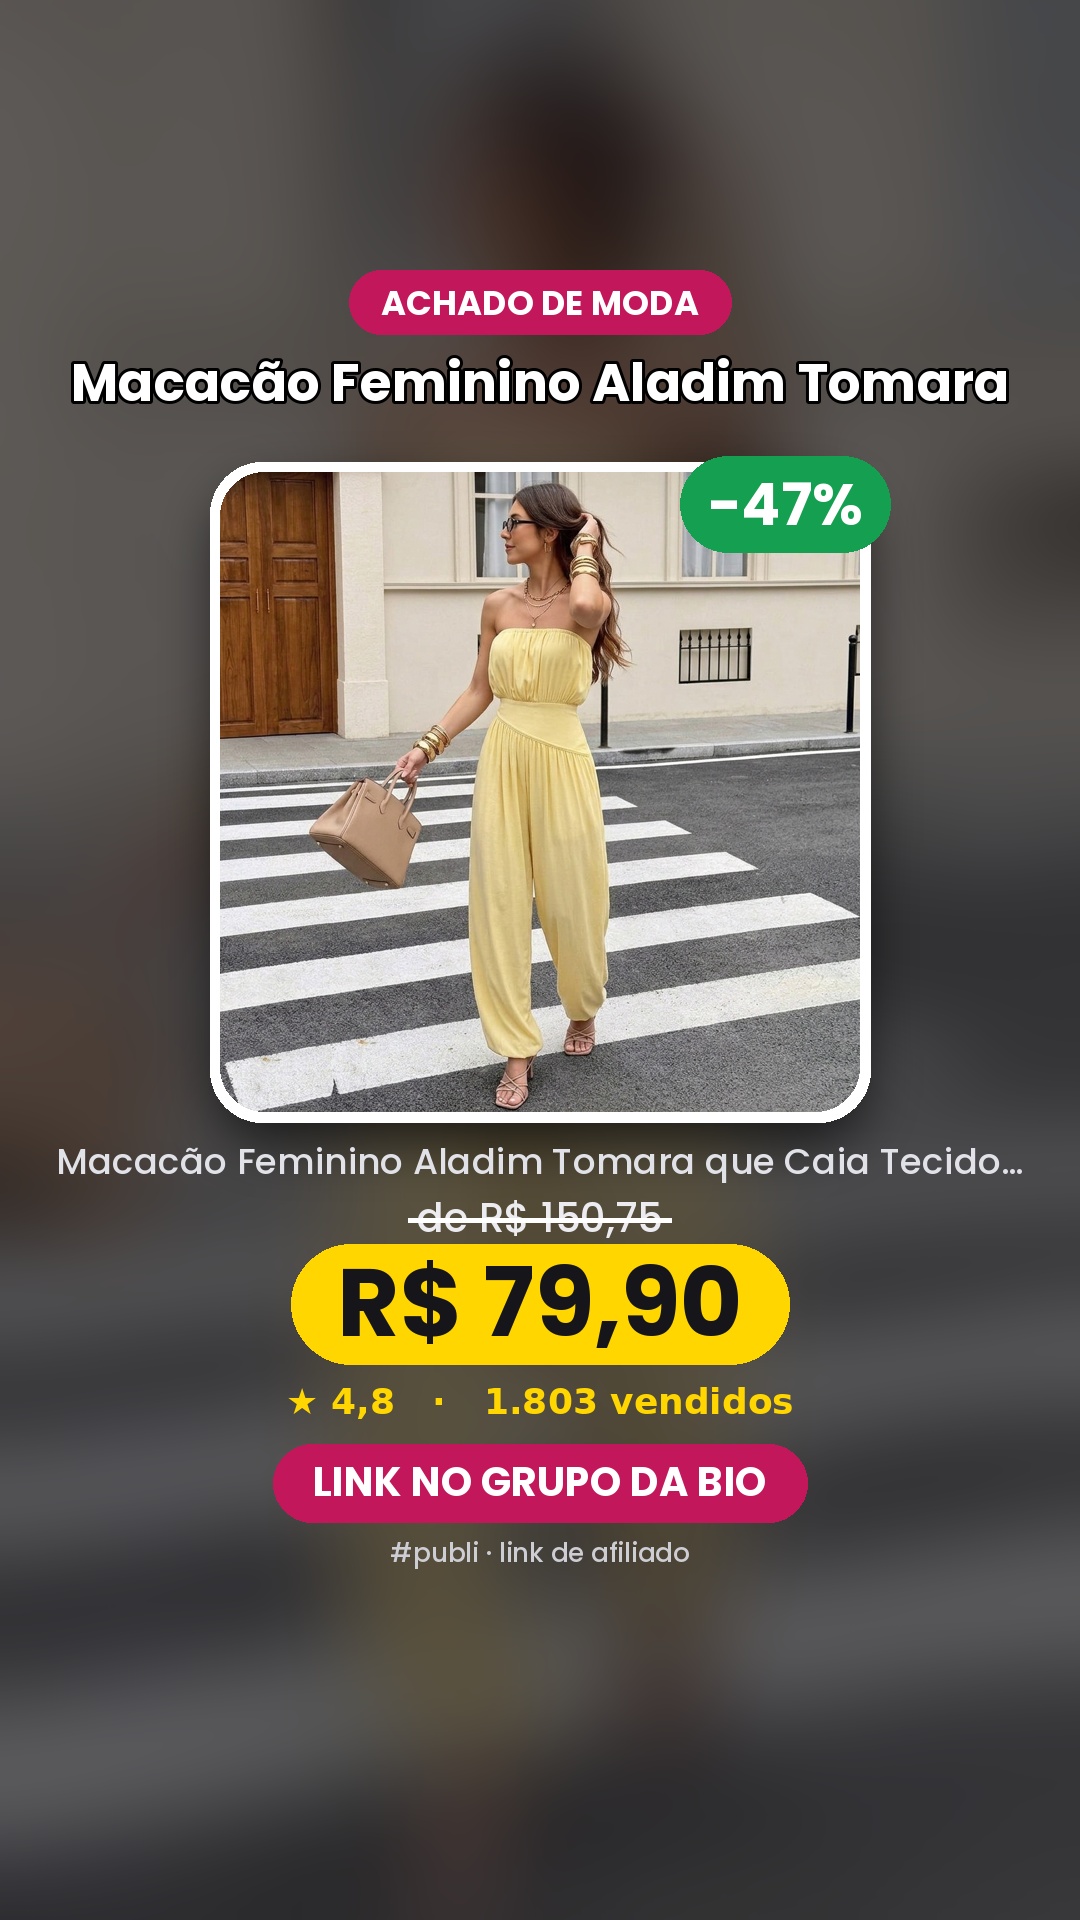 ACHADO DE MODA
Macacão Feminino Aladim Tomara
-47%
Macacão Feminino Aladim Tomara que Caia Tecido...
de R$ 150,75
R$ 79,90
★ 4,8 · 1.803 vendidos
LINK NO GRUPO DA BIO
#publi · link de afiliado